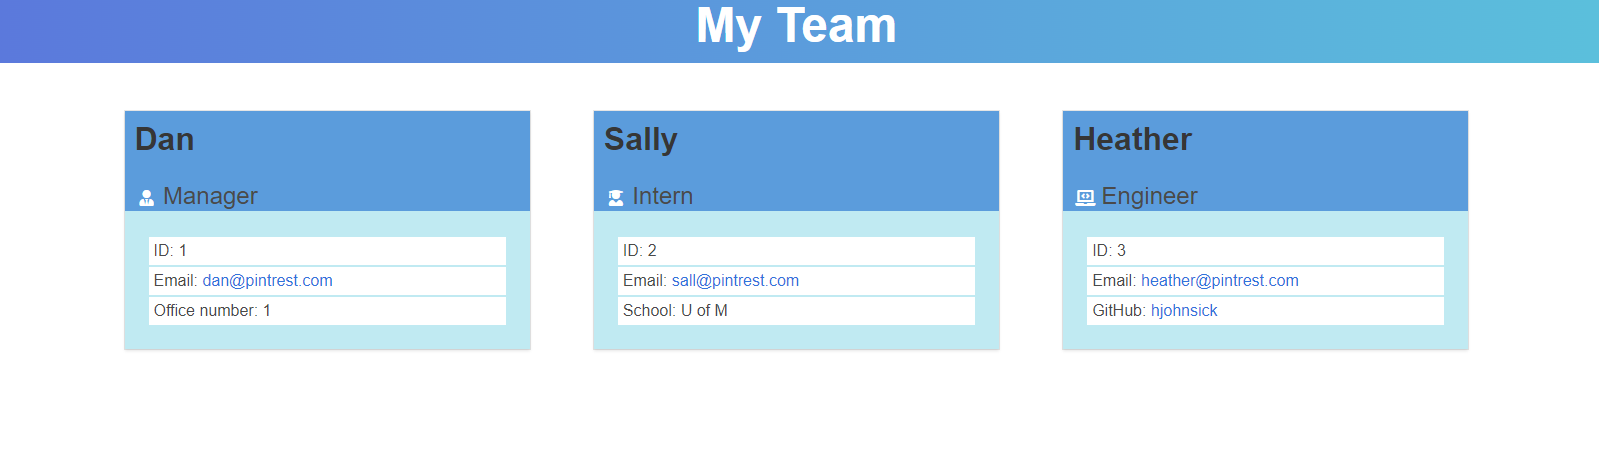 My Team
Dan
Manager
ID: 1
Email: dan@pintrest.com
Office number: 1
Sally
Intern
ID: 2
Email: sall@pintrest.com
School: U of M
Heather
Engineer
ID: 3
Email: heather@pintrest.com
GitHub: hjohnsick